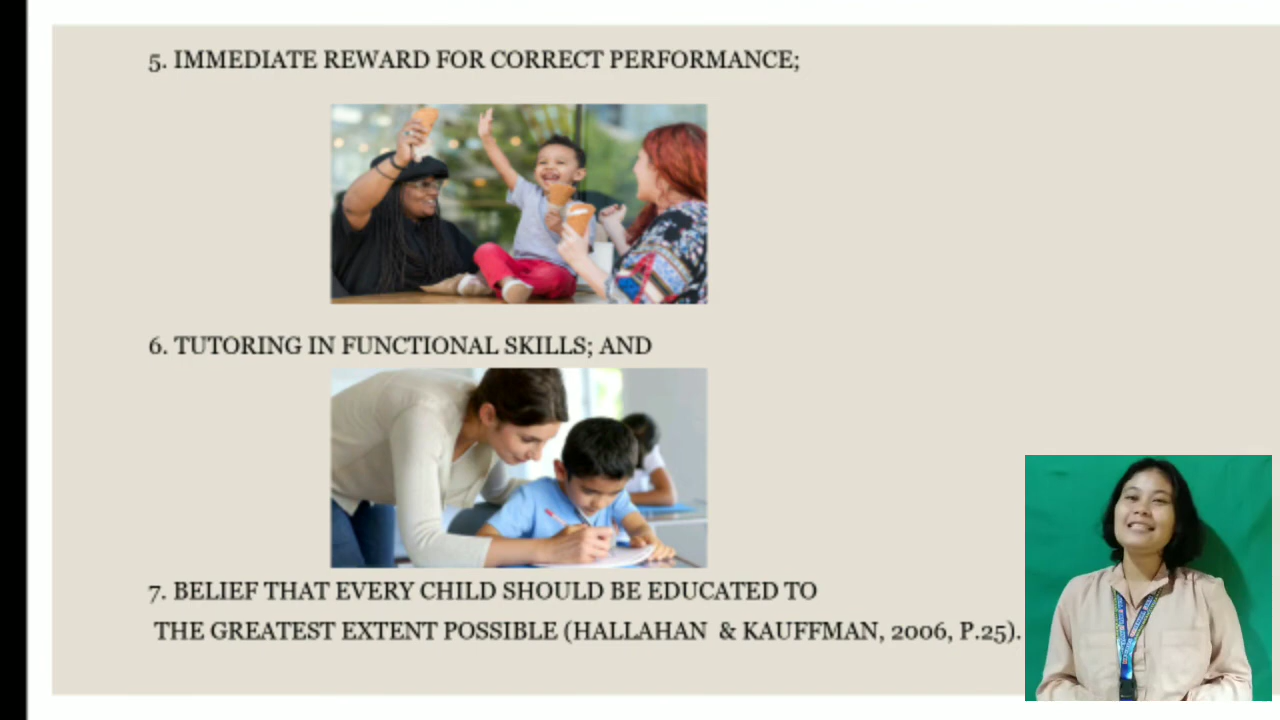 5. IMMEDIATE REWARD FOR CORRECT PERFORMANCE;
6. TUTORING IN FUNCTIONAL SKILLS; AND
7. BELIEF THAT EVERY CHILD SHOULD BE EDUCATED TO
THE GREATEST EXTENT POSSIBLE (HALLAHAN & KAUFFMAN, 2006, P.25).